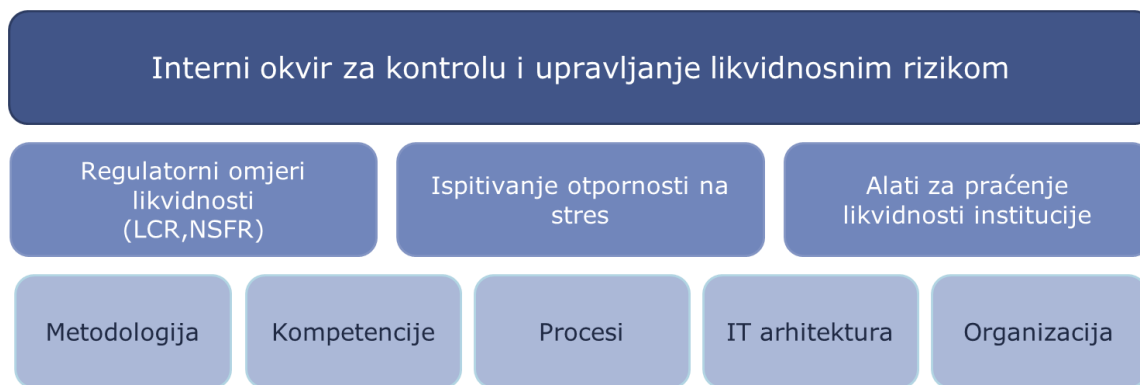 Interni okvir za kontrolu i upravljanje likvidnosnim rizikom
Regulatorni omjeri
likvidnosti
(LCR,NSFR)
Ispitivanje otpornosti na
stres
Alati za praćenje
likvidnosti institucije
Metodologija
Kompetencije
Procesi
IT arhitektura
Organizacija